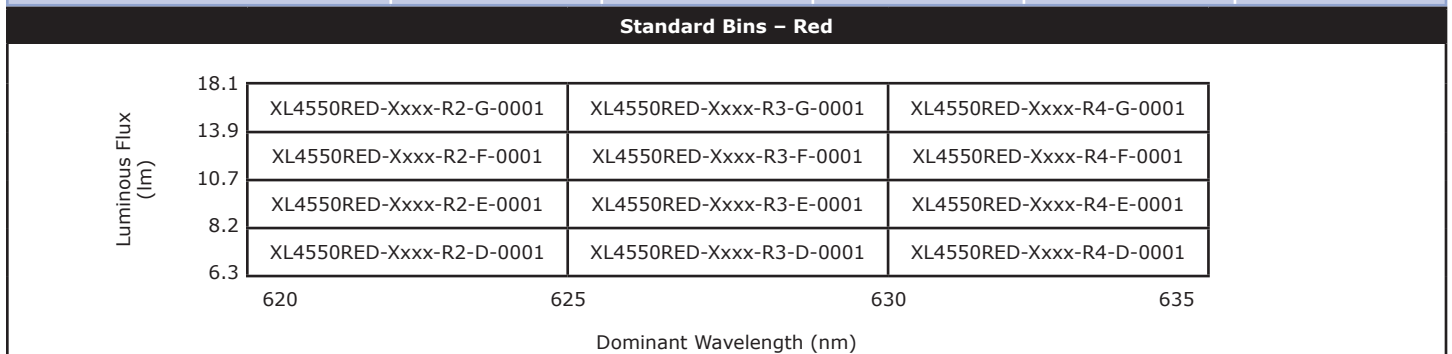 Standard Bins – Red
18.1
XL4550RED-Xxxx-R2-G-0001 XL4550RED-Xxxx-R3-G-0001 XL4550RED-Xxxx-R4-G-0001
13.9
XL4550RED-Xxxx-R2-F-0001 XL4550RED-Xxxx-R3-F-0001 XL4550RED-Xxxx-R4-F-0001
10.7
XL4550RED-Xxxx-R2-E-0001 XL4550RED-Xxxx-R3-E-0001 XL4550RED-Xxxx-R4-E-0001
8.2
XL4550RED-Xxxx-R2-D-0001 XL4550RED-Xxxx-R3-D-0001 XL4550RED-Xxxx-R4-D-0001
6.3
Luminous Flux
(lm)
620 625 630 635
Dominant Wavelength (nm)